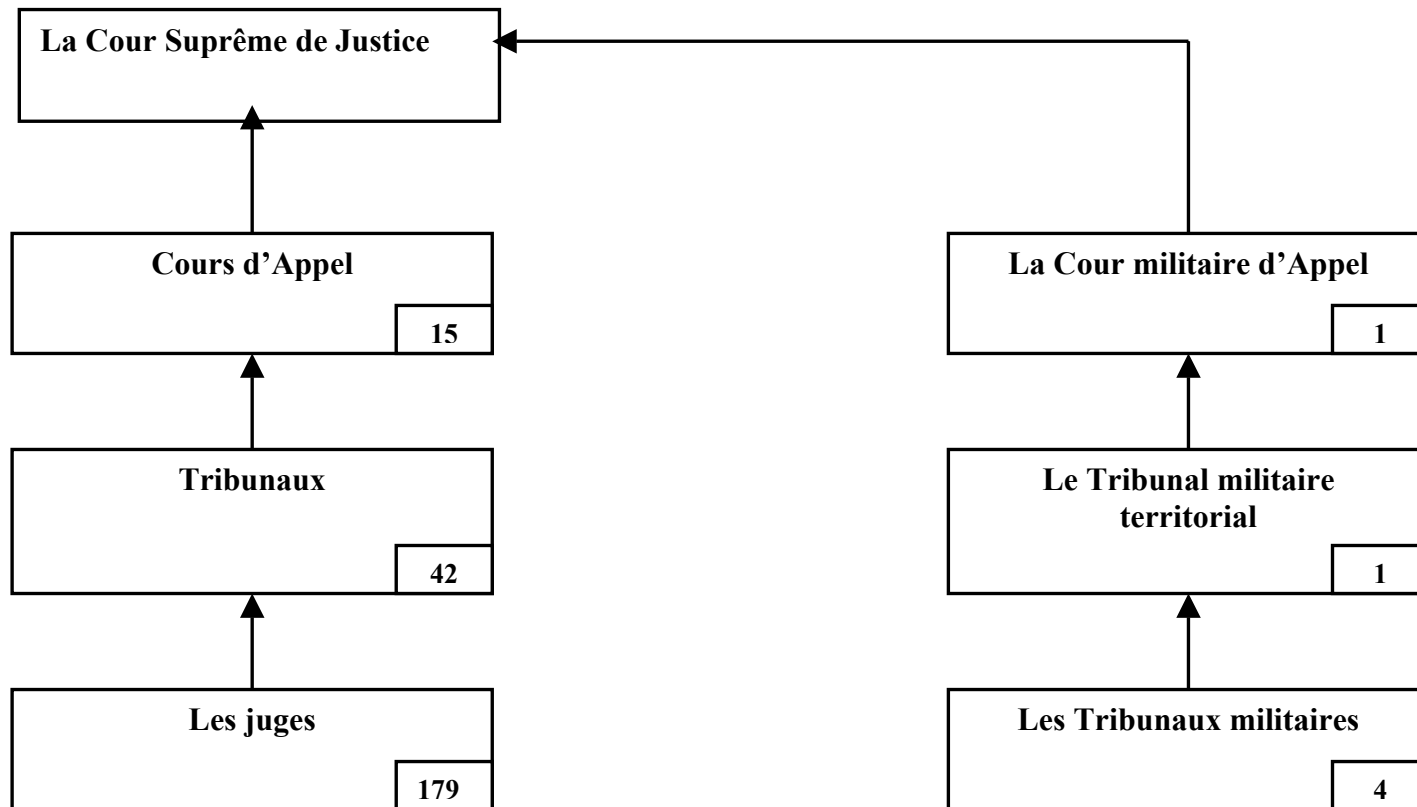 La Cour Suprême de Justice
Cours d’Appel
15
La Cour militaire d’Appel
1
Tribunaux
42
Le Tribunal militaire
territorial
1
Les juges
179
Les Tribunaux militaires
4